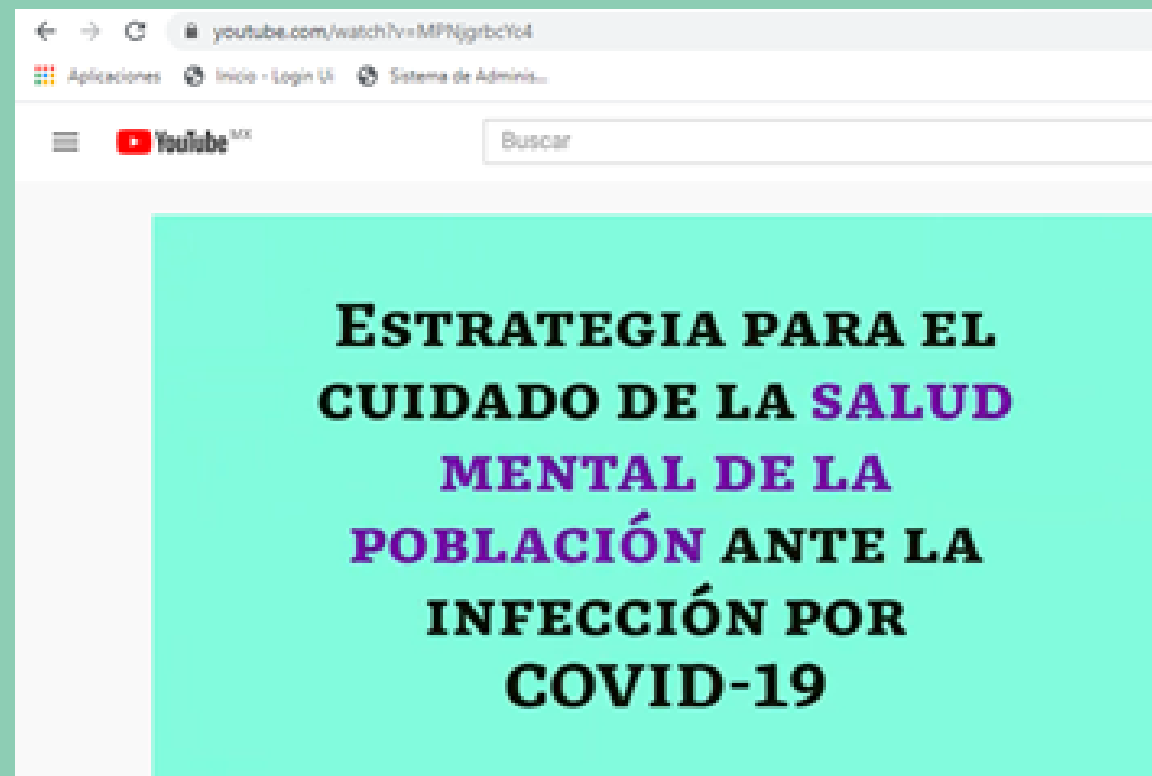 youtube.com/watch?v=MPNjgrbcYc4
Aplicaciones Inicio - Login Ui Sistema de Adminis...
YouTube MX
Buscar
ESTRATEGIA PARA EL
CUIDADO DE LA SALUD
MENTAL DE LA
POBLACIÓN ANTE LA
INFECCIÓN POR
COVID-19